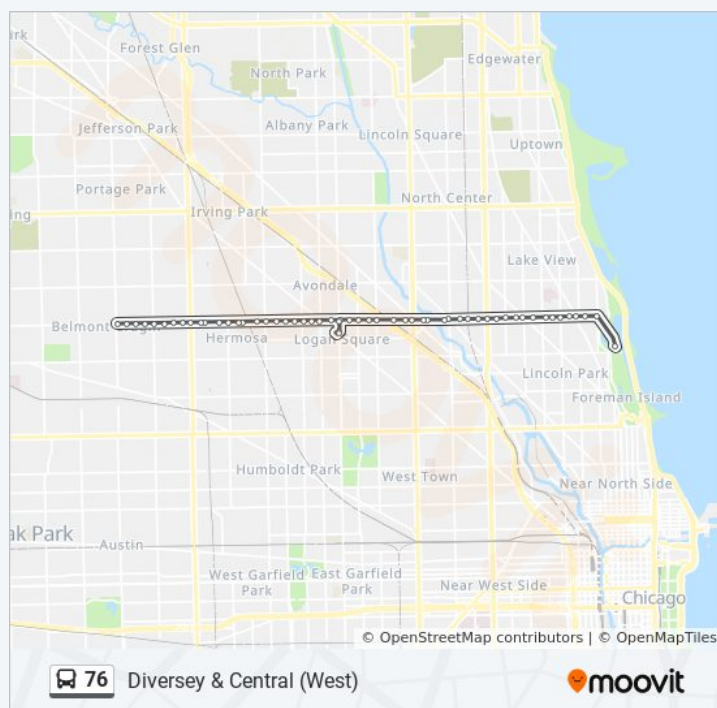 Forest Glen
Edgewater
North Park
Albany Park
Jefferson Park
Lincoln Square
Uptown
Portage Park
North Center
Irving Park
Lake View
Avondale
Belmont
Hermosa
Logan Square
Lincoln Park
Foreman Island
Humboldt Park
West Town
Near North Side
ak Park
Austin
West Garfield
Park
East Garfield
Park
Near West Side
Chicago
© OpenStreetMap contributors | © OpenMapTiles
76
Diversey & Central (West)
moovit